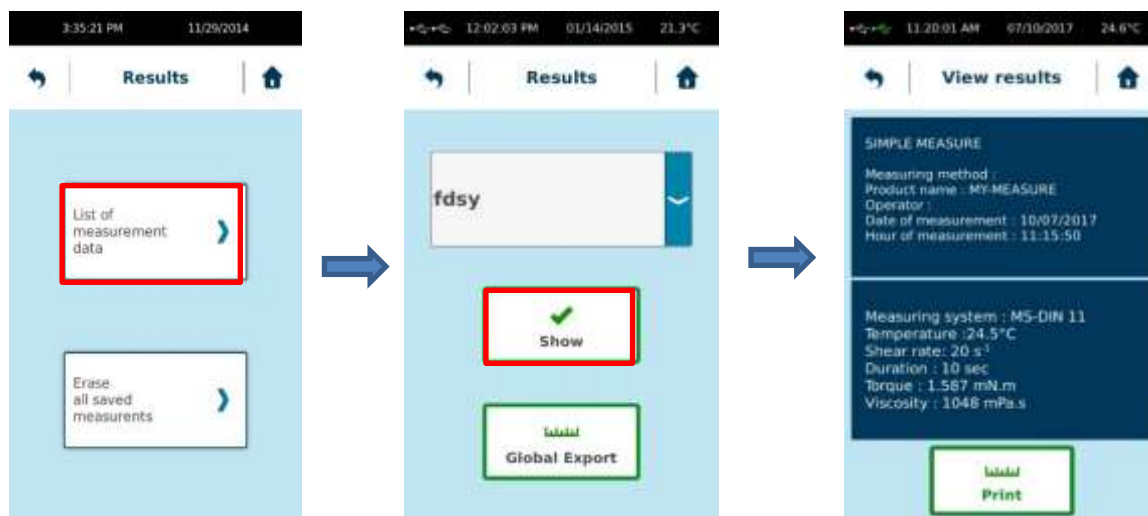 3:35:21 PM 11/29/2014
Results
List of
measurement
data
Erase
all saved
measurents
12:02:03 PM 01/14/2015 21.3°C
Results
fdsy
Show
Global Export
11:20:01 AM 07/10/2017 24.6°C
View results
SIMPLE MEASURE
Measuring method :
Product name : MY-MEASURE
Operator :
Date of measurement : 10/07/2017
Hour of measurement : 11:15:50
Measuring system : MS-DIN 11
Temperature :24.5°C
Shear rate: 20 s⁻¹
Duration : 10 sec
Torque : 1.587 mN.m
Viscosity : 1048 mPa.s
Print